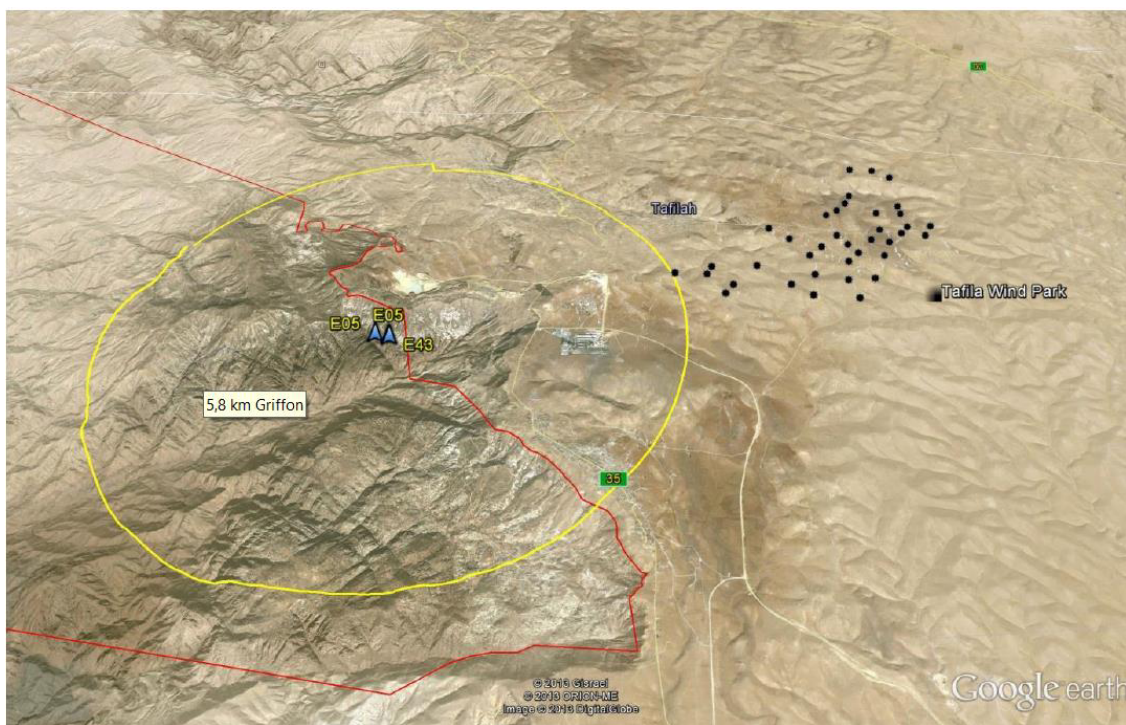 Tafilah
Tafila Wind Park
E05
E05
E43
5,8 km Griffon
35
© 2013 Gisrael
© 2013 ORION-ME
Image © 2013 DigitalGlobe
Google earth